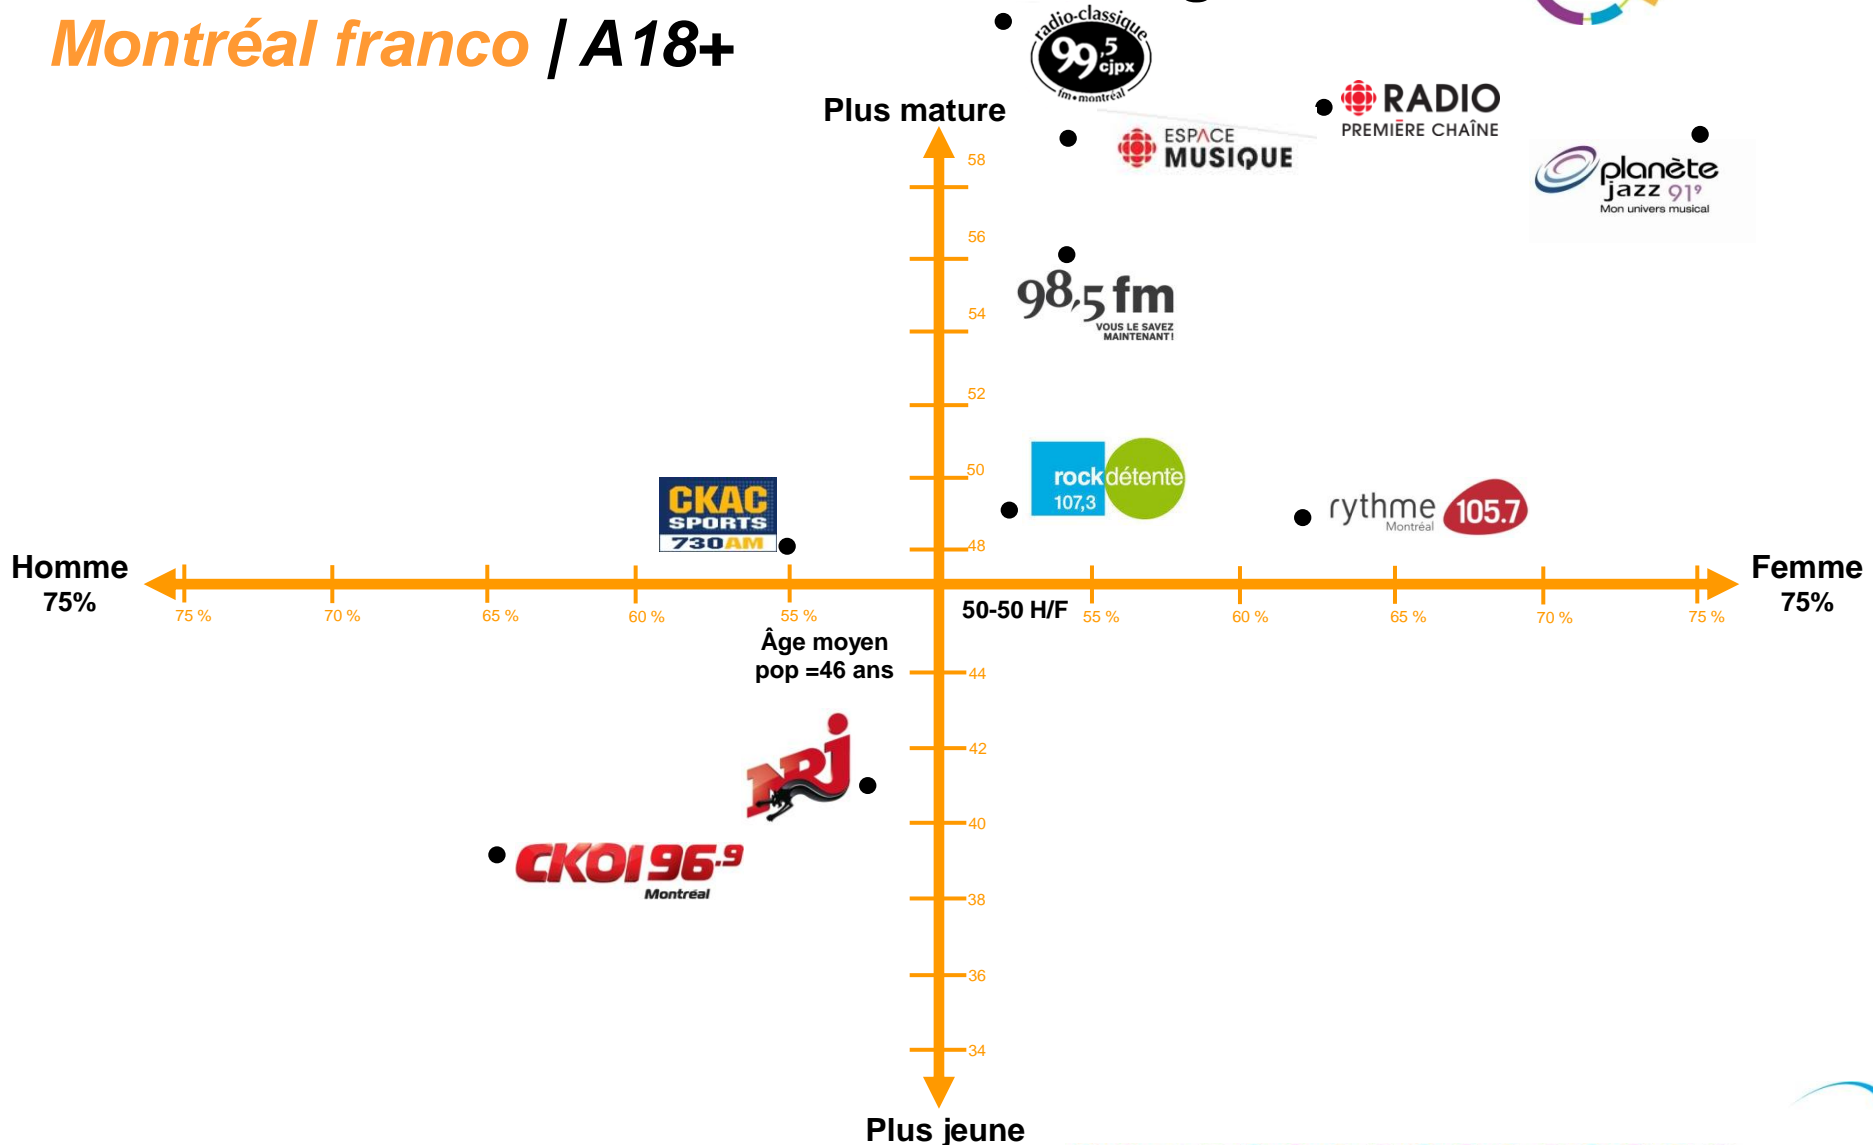 Montréal franco | A18+
radio-classique
99,5
cjpx
fm•montréal
Plus mature
RADIO
PREMIÈRE CHAÎNE
ESPACE
MUSIQUE
planète
jazz 91⁹
Mon univers musical
58
56
98,5 fm
VOUS LE SAVEZ
MAINTENANT!
54
52
50
rockdétente
107,3
CKAC
SPORTS
730AM
rythme 105.7
Montréal
48
Homme
75%
Femme
75%
75 % 70 % 65 % 60 % 55 % 50-50 H/F 55 % 60 % 65 % 70 % 75 %
Âge moyen
pop =46 ans
44
NRJ
42
40
CKOI 96.9
Montréal
38
36
34
Plus jeune